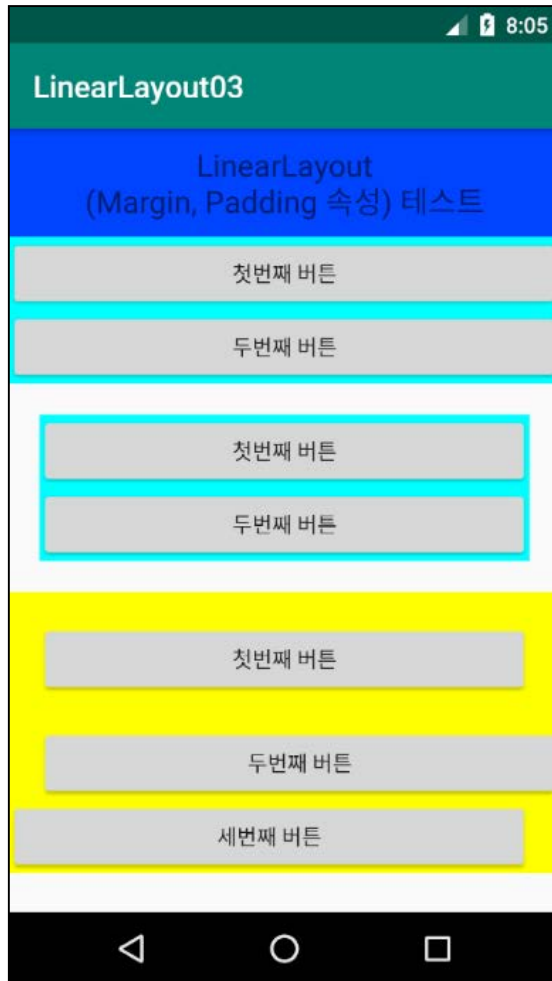 8:05
LinearLayout03
LinearLayout
(Margin, Padding 속성) 테스트
첫번째 버튼
두번째 버튼
첫번째 버튼
두번째 버튼
첫번째 버튼
두번째 버튼
세번째 버튼